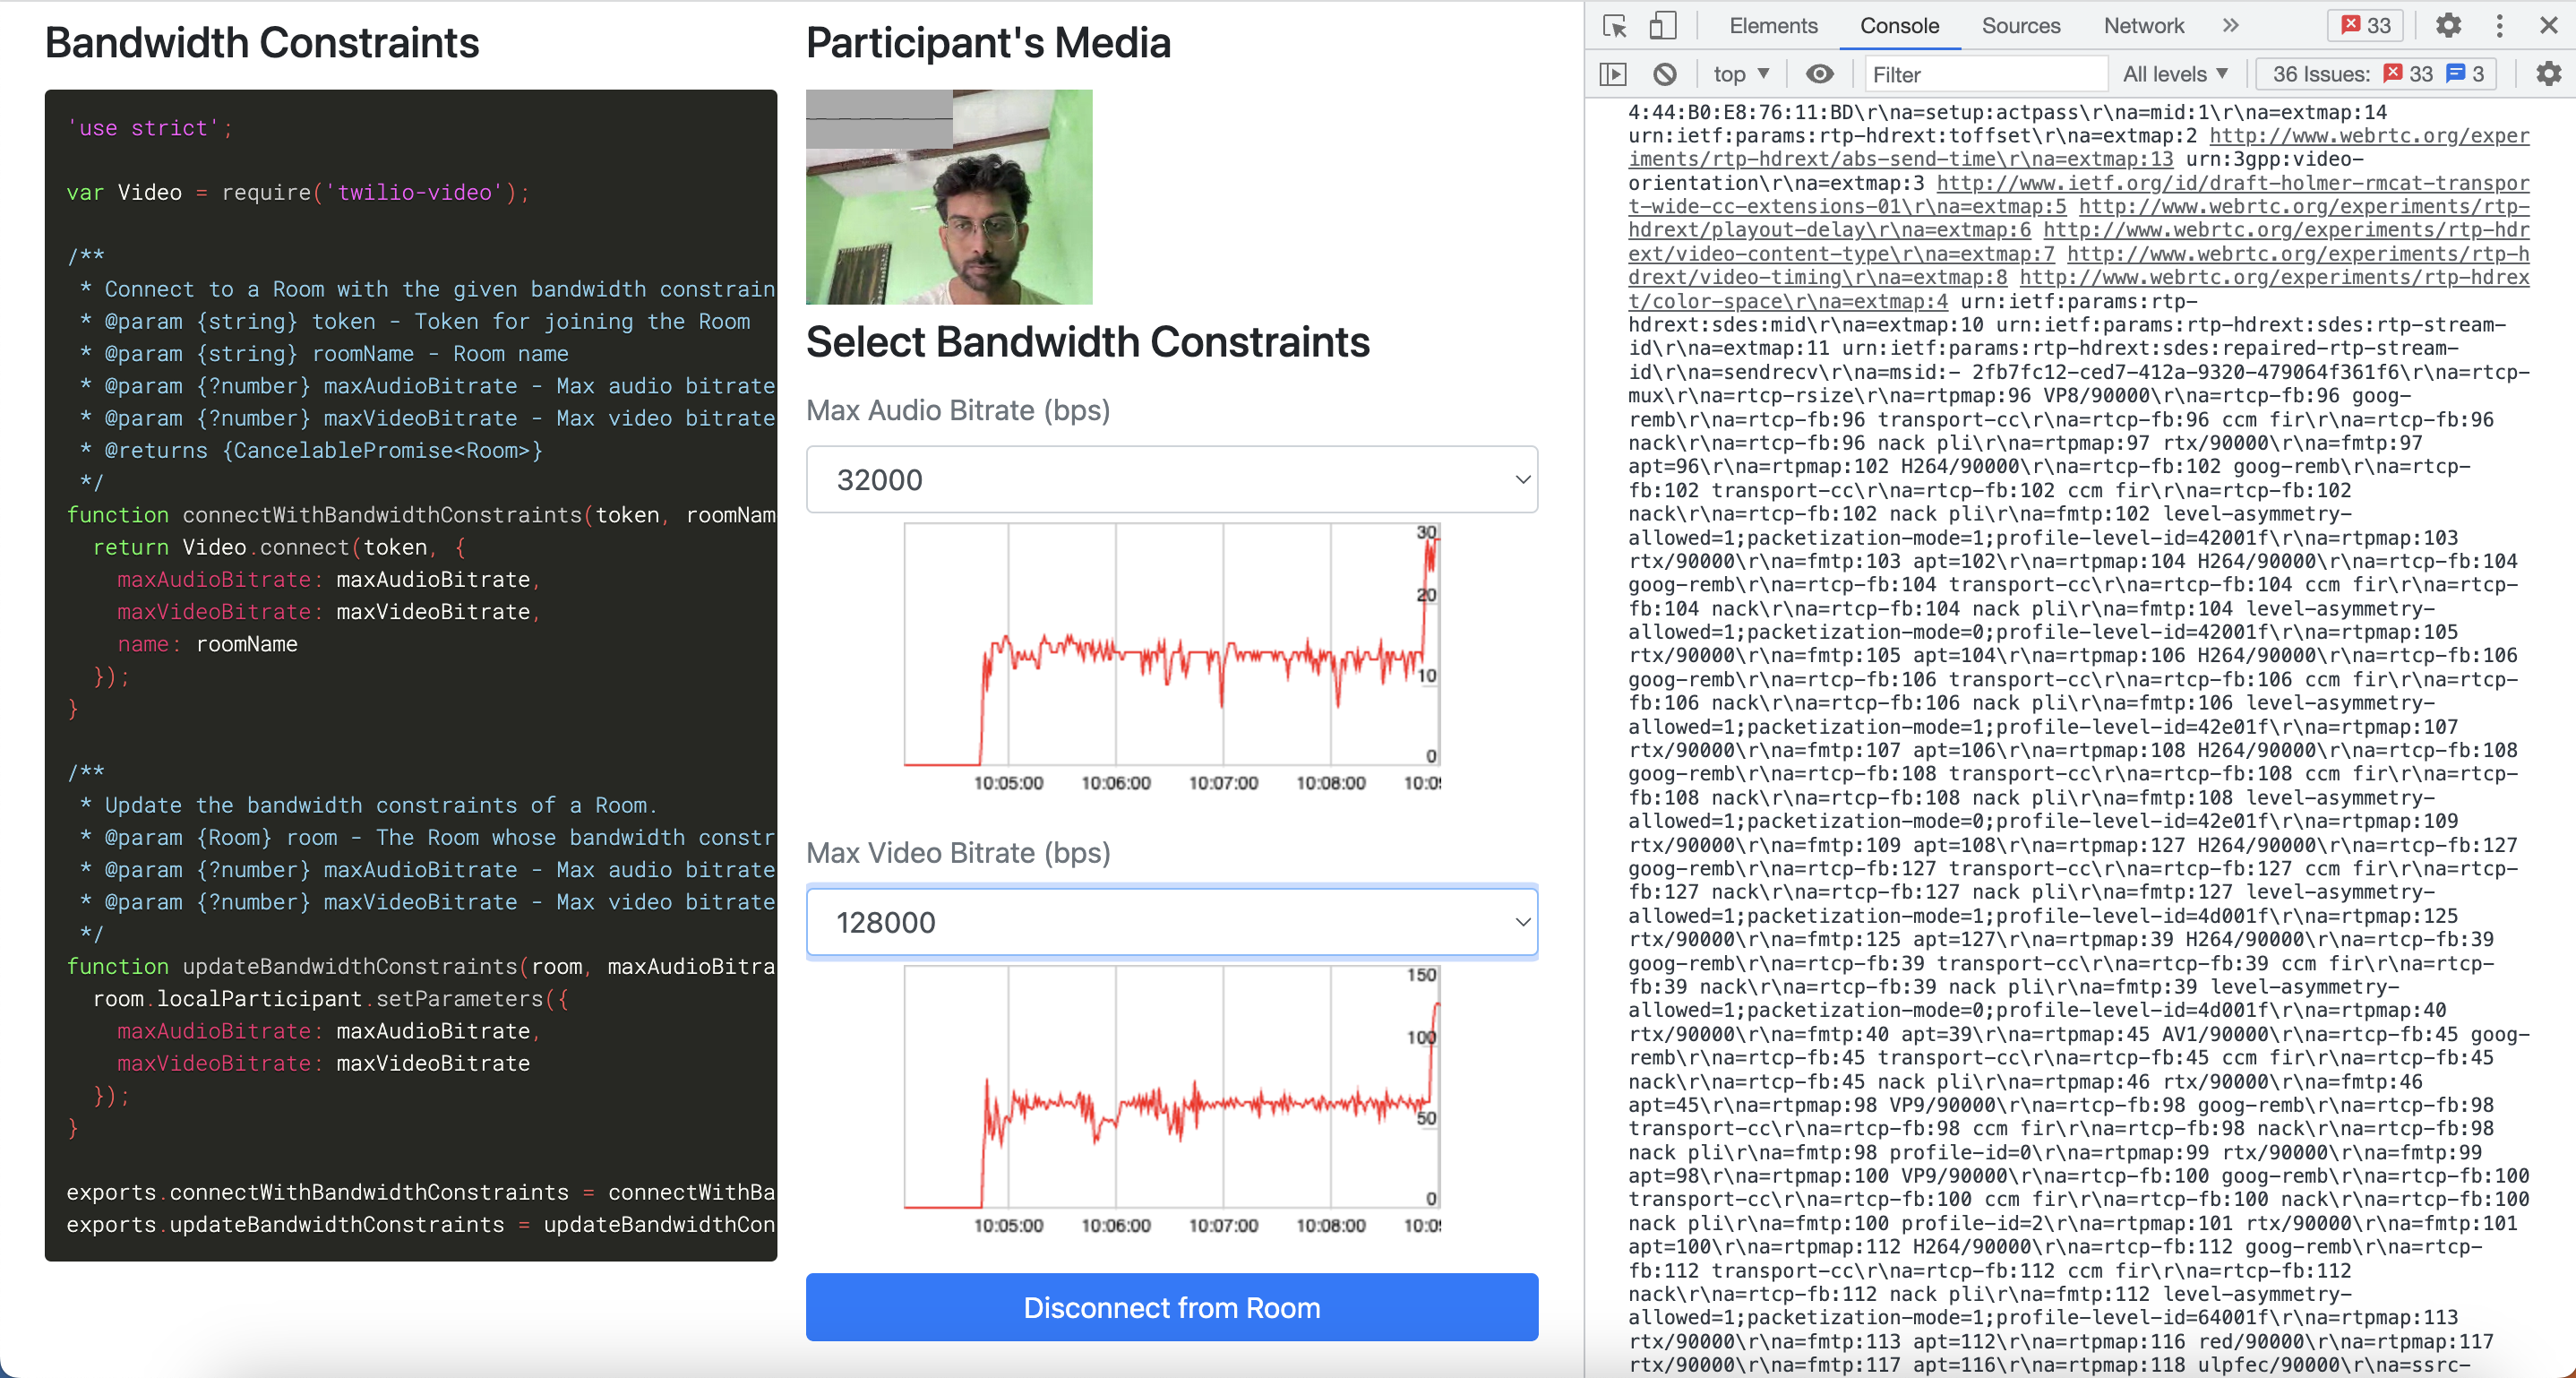 Bandwidth Constraints
'use strict';
var Video = require('twilio-video');
/**
* Connect to a Room with the given bandwidth constrain
* @param {string} token - Token for joining the Room
* @param {string} roomName - Room name
* @param {?number} maxAudioBitrate - Max audio bitrate
* @param {?number} maxVideoBitrate - Max video bitrate
* @returns {CancelablePromise<Room>}
*/
function connectWithBandwidthConstraints(token, roomNam
return Video.connect(token, {
maxAudioBitrate: maxAudioBitrate,
maxVideoBitrate: maxVideoBitrate,
name: roomName
});
}
/**
* Update the bandwidth constraints of a Room.
* @param {Room} room - The Room whose bandwidth constr
* @param {?number} maxAudioBitrate - Max audio bitrate
* @param {?number} maxVideoBitrate - Max video bitrate
*/
function updateBandwidthConstraints(room, maxAudioBitra
room.localParticipant.setParameters({
maxAudioBitrate: maxAudioBitrate,
maxVideoBitrate: maxVideoBitrate
});
}
exports.connectWithBandwidthConstraints = connectWithBa
exports.updateBandwidthConstraints = updateBandwidthCon
Participant's Media
Select Bandwidth Constraints
Max Audio Bitrate (bps)
32000
30
20
10
0
10:05:00 10:06:00 10:07:00 10:08:00 10:0
Max Video Bitrate (bps)
128000
150
100
50
0
10:05:00 10:06:00 10:07:00 10:08:00 10:0
Disconnect from Room
Elements Console Sources Network 33
top Filter All levels 36 Issues: 33 3
4:44:B0:E8:76:11:BD\r\na=setup:actpass\r\na=mid:1\r\na=extmap:14
urn:ietf:params:rtp-hdrext:toffset\r\na=extmap:2 http://www.webrtc.org/exper
iments/rtp-hdrext/abs-send-time\r\na=extmap:13 urn:3gpp:video-
orientation\r\na=extmap:3 http://www.ietf.org/id/draft-holmer-rmcat-transpor
t-wide-cc-extensions-01\r\na=extmap:5 http://www.webrtc.org/experiments/rtp-
hdrext/playout-delay\r\na=extmap:6 http://www.webrtc.org/experiments/rtp-hdr
ext/video-content-type\r\na=extmap:7 http://www.webrtc.org/experiments/rtp-h
drext/video-timing\r\na=extmap:8 http://www.webrtc.org/experiments/rtp-hdrex
t/color-space\r\na=extmap:4 urn:ietf:params:rtp-
hdrext:sdes:mid\r\na=extmap:10 urn:ietf:params:rtp-hdrext:sdes:rtp-stream-
id\r\na=extmap:11 urn:ietf:params:rtp-hdrext:sdes:repaired-rtp-stream-
id\r\na=sendrecv\r\na=msid:- 2fb7fc12-ced7-412a-9320-479064f361f6\r\na=rtcp-
mux\r\na=rtcp-rsize\r\na=rtpmap:96 VP8/90000\r\na=rtcp-fb:96 goog-
remb\r\na=rtcp-fb:96 transport-cc\r\na=rtcp-fb:96 ccm fir\r\na=rtcp-fb:96
nack\r\na=rtcp-fb:96 nack pli\r\na=rtpmap:97 rtx/90000\r\na=fmtp:97
apt=96\r\na=rtpmap:102 H264/90000\r\na=rtcp-fb:102 goog-remb\r\na=rtcp-
fb:102 transport-cc\r\na=rtcp-fb:102 ccm fir\r\na=rtcp-fb:102
nack\r\na=rtcp-fb:102 nack pli\r\na=fmtp:102 level-asymmetry-
allowed=1;packetization-mode=1;profile-level-id=42001f\r\na=rtpmap:103
rtx/90000\r\na=fmtp:103 apt=102\r\na=rtpmap:104 H264/90000\r\na=rtcp-fb:104
goog-remb\r\na=rtcp-fb:104 transport-cc\r\na=rtcp-fb:104 ccm fir\r\na=rtcp-
fb:104 nack\r\na=rtcp-fb:104 nack pli\r\na=fmtp:104 level-asymmetry-
allowed=1;packetization-mode=0;profile-level-id=42001f\r\na=rtpmap:105
rtx/90000\r\na=fmtp:105 apt=104\r\na=rtpmap:106 H264/90000\r\na=rtcp-fb:106
goog-remb\r\na=rtcp-fb:106 transport-cc\r\na=rtcp-fb:106 ccm fir\r\na=rtcp-
fb:106 nack\r\na=rtcp-fb:106 nack pli\r\na=fmtp:106 level-asymmetry-
allowed=1;packetization-mode=1;profile-level-id=42e01f\r\na=rtpmap:107
rtx/90000\r\na=fmtp:107 apt=106\r\na=rtpmap:108 H264/90000\r\na=rtcp-fb:108
goog-remb\r\na=rtcp-fb:108 transport-cc\r\na=rtcp-fb:108 ccm fir\r\na=rtcp-
fb:108 nack\r\na=rtcp-fb:108 nack pli\r\na=fmtp:108 level-asymmetry-
allowed=1;packetization-mode=0;profile-level-id=42e01f\r\na=rtpmap:109
rtx/90000\r\na=fmtp:109 apt=108\r\na=rtpmap:127 H264/90000\r\na=rtcp-fb:127
goog-remb\r\na=rtcp-fb:127 transport-cc\r\na=rtcp-fb:127 ccm fir\r\na=rtcp-
fb:127 nack\r\na=rtcp-fb:127 nack pli\r\na=fmtp:127 level-asymmetry-
allowed=1;packetization-mode=1;profile-level-id=4d001f\r\na=rtpmap:125
rtx/90000\r\na=fmtp:125 apt=127\r\na=rtpmap:39 H264/90000\r\na=rtcp-fb:39
goog-remb\r\na=rtcp-fb:39 transport-cc\r\na=rtcp-fb:39 ccm fir\r\na=rtcp-
fb:39 nack\r\na=rtcp-fb:39 nack pli\r\na=fmtp:39 level-asymmetry-
allowed=1;packetization-mode=0;profile-level-id=4d001f\r\na=rtpmap:40
rtx/90000\r\na=fmtp:40 apt=39\r\na=rtpmap:45 AV1/90000\r\na=rtcp-fb:45 goog-
remb\r\na=rtcp-fb:45 transport-cc\r\na=rtcp-fb:45 ccm fir\r\na=rtcp-fb:45
nack\r\na=rtcp-fb:45 nack pli\r\na=rtpmap:46 rtx/90000\r\na=fmtp:46
apt=45\r\na=rtpmap:98 VP9/90000\r\na=rtcp-fb:98 goog-remb\r\na=rtcp-fb:98
transport-cc\r\na=rtcp-fb:98 ccm fir\r\na=rtcp-fb:98 nack\r\na=rtcp-fb:98
nack pli\r\na=fmtp:98 profile-id=0\r\na=rtpmap:99 rtx/90000\r\na=fmtp:99
apt=98\r\na=rtpmap:100 VP9/90000\r\na=rtcp-fb:100 goog-remb\r\na=rtcp-fb:100
transport-cc\r\na=rtcp-fb:100 ccm fir\r\na=rtcp-fb:100 nack\r\na=rtcp-fb:100
nack pli\r\na=fmtp:100 profile-id=2\r\na=rtpmap:101 rtx/90000\r\na=fmtp:101
apt=100\r\na=rtpmap:112 H264/90000\r\na=rtcp-fb:112 goog-remb\r\na=rtcp-
fb:112 transport-cc\r\na=rtcp-fb:112 ccm fir\r\na=rtcp-fb:112
nack\r\na=rtcp-fb:112 nack pli\r\na=fmtp:112 level-asymmetry-
allowed=1;packetization-mode=1;profile-level-id=64001f\r\na=rtpmap:113
rtx/90000\r\na=fmtp:113 apt=112\r\na=rtpmap:116 red/90000\r\na=rtpmap:117
rtx/90000\r\na=fmtp:117 apt=116\r\na=rtpmap:118 ulpfec/90000\r\na=ssrc-